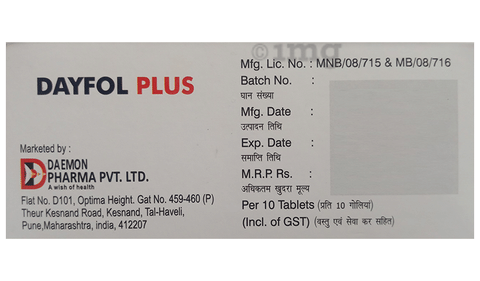 DAYFOL PLUS
Marketed by :
DAEMON
PHARMA PVT. LTD.
A wish of health
Flat No. D101, Optima Height. Gat No. 459-460 (P)
Theur Kesnand Road, Kesnand, Tal-Haveli,
Pune,Maharashtra, india, 412207
1mg
Mfg. Lic. No. : MNB/08/715 & MB/08/716
Batch No. :
घान संख्या
Mfg. Date :
उत्पादन तिथि
Exp. Date :
समाप्ति तिथि
M.R.P. Rs. :
अधिकतम खुदरा मूल्य
Per 10 Tablets (प्रति 10 गोलियां)
(Incl. of GST) (वस्तु एवं सेवा कर सहित)